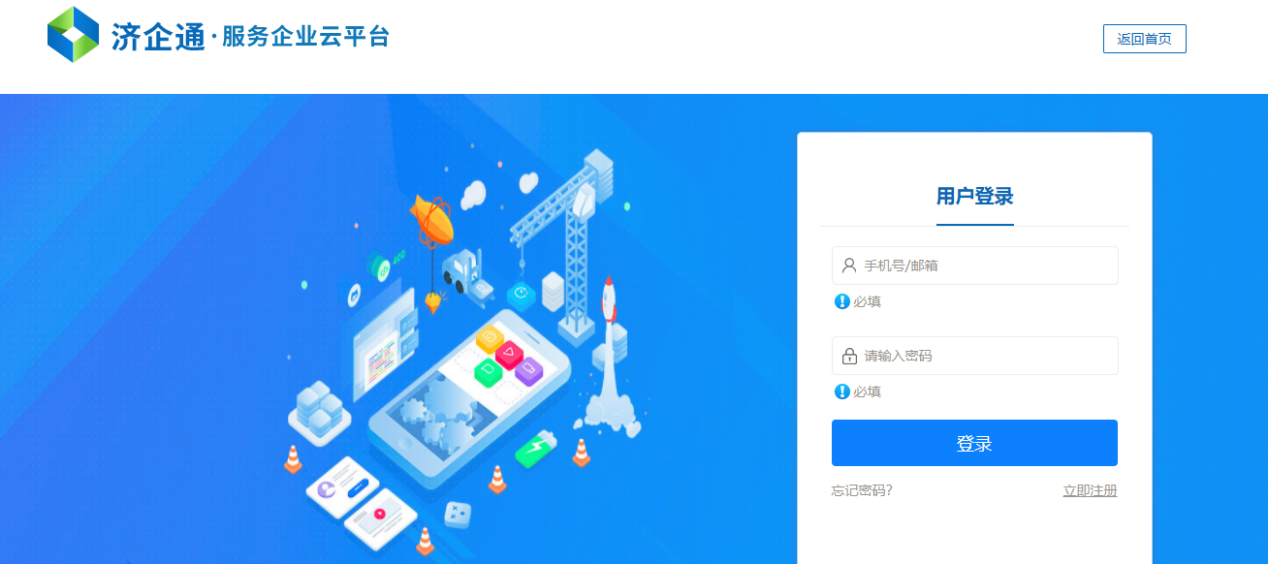 济企通·服务企业云平台
返回首页
用户登录
手机号/邮箱
必填
请输入密码
必填
登录
忘记密码?
立即注册